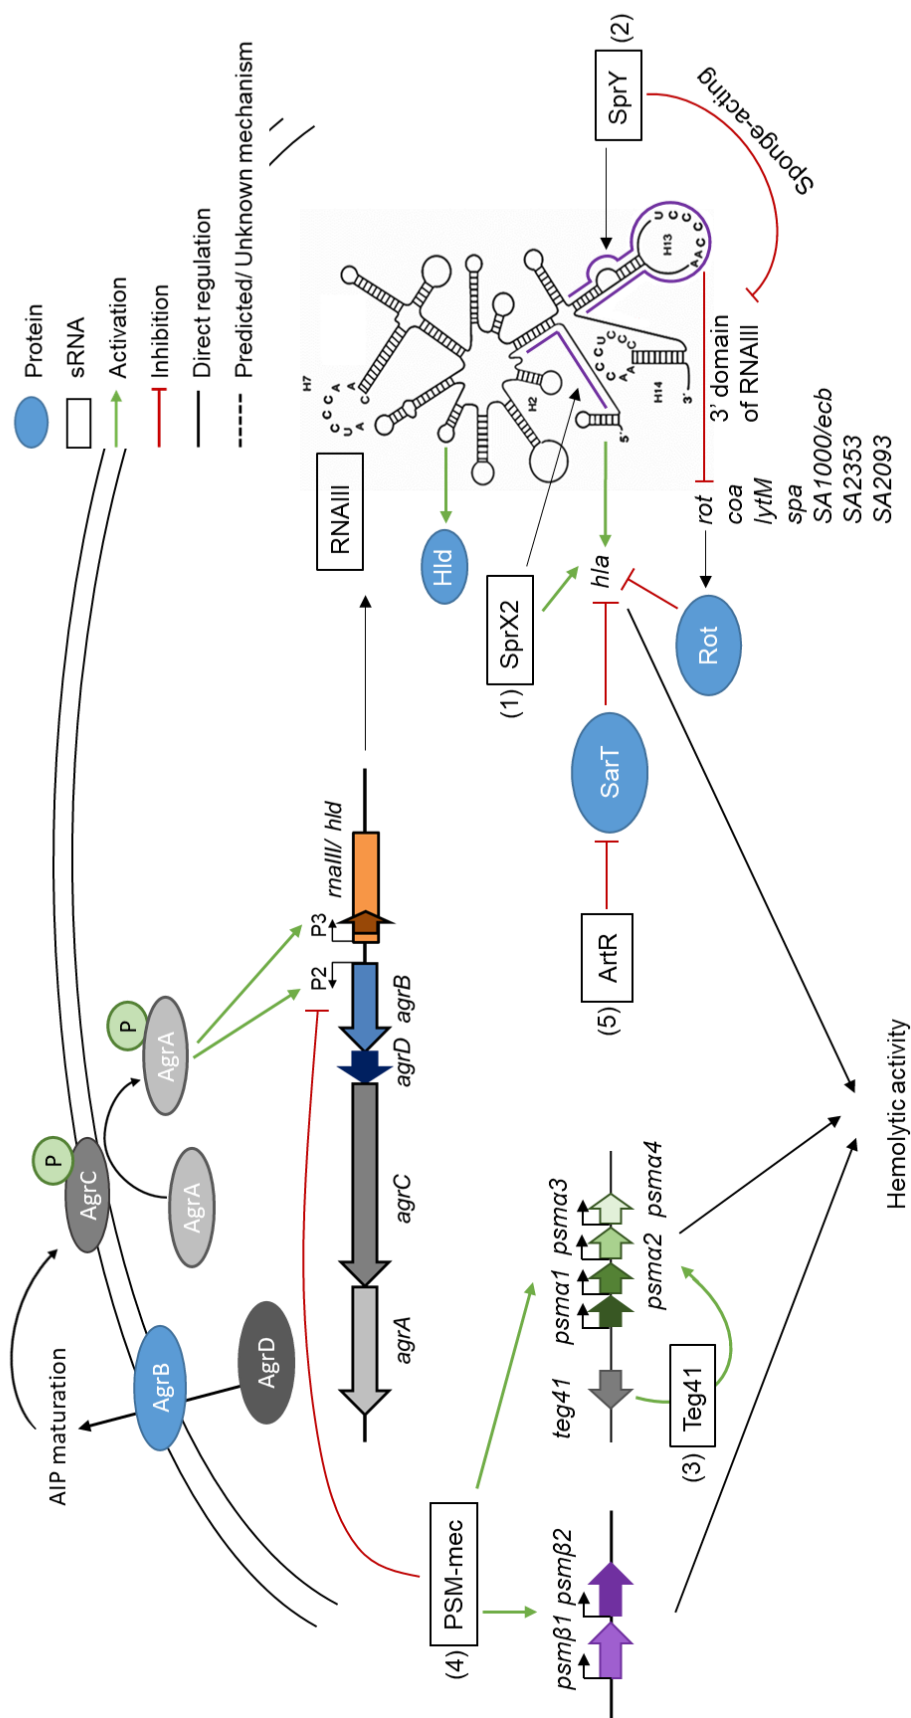 Protein
sRNA
Activation
Inhibition
Direct regulation
Predicted/ Unknown mechanism
AIP maturation
P
AgrC
P
AgrA
AgrA
AgrB
AgrD
P2
P3
rnaIII/ hld
agrA
agrC
agrD
agrB
RNAIII
H7
C C A
U A
A C
H2
5´
H14
3´
A A C C U C C C
H13
A A C C C C U
Hld
(1)
SprX2
hla
SprY
(2)
Sponge-acting
3’ domain
of RNAIII
rot
coa
lytM
spa
SA1000/ecb
SA2353
SA2093
Rot
SarT
ArtR
(5)
(4)
PSM-mec
psmβ1 psmβ2
teg41
psmα1 psmα3
psmα2 psmα4
(3)
Teg41
Hemolytic activity